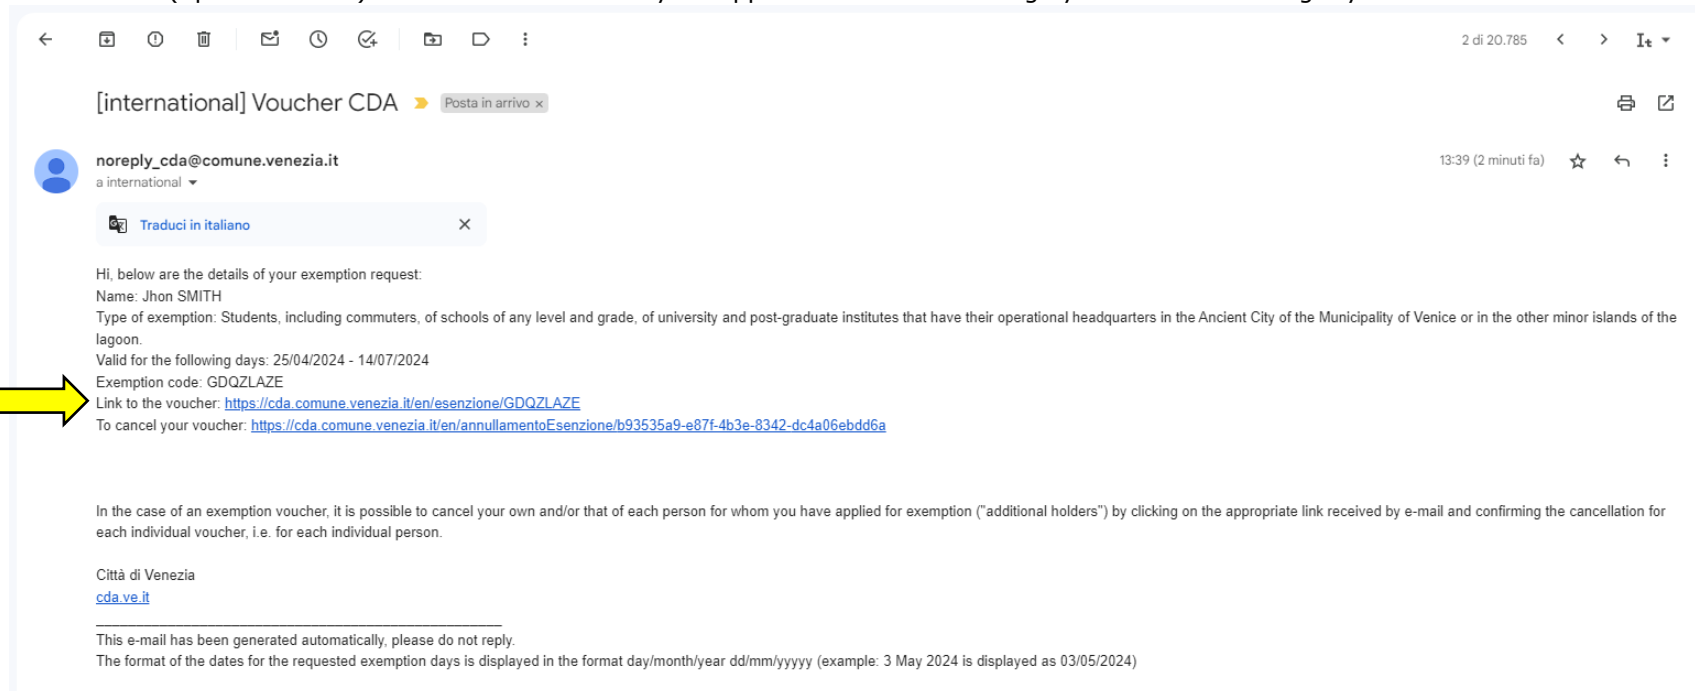 2 di 20.785
[international] Voucher CDA
Posta in arrivo ×
noreply_cda@comune.venezia.it
13:39 (2 minuti fa)
a international
Traduci in italiano
Hi, below are the details of your exemption request:
Name: Jhon SMITH
Type of exemption: Students, including commuters, of schools of any level and grade, of university and post-graduate institutes that have their operational headquarters in the Ancient City of the Municipality of Venice or in the other minor islands of the
lagoon.
Valid for the following days: 25/04/2024 - 14/07/2024
Exemption code: GDQZLAZE
Link to the voucher: https://cda.comune.venezia.it/en/esenzione/GDQZLAZE
To cancel your voucher: https://cda.comune.venezia.it/en/annullamentoEsenzione/b93535a9-e87f-4b3e-8342-dc4a06ebdd6a
In the case of an exemption voucher, it is possible to cancel your own and/or that of each person for whom you have applied for exemption ("additional holders") by clicking on the appropriate link received by e-mail and confirming the cancellation for
each individual voucher, i.e. for each individual person.
Città di Venezia
cda.ve.it
This e-mail has been generated automatically, please do not reply.
The format of the dates for the requested exemption days is displayed in the format day/month/year dd/mm/yyyyy (example: 3 May 2024 is displayed as 03/05/2024)